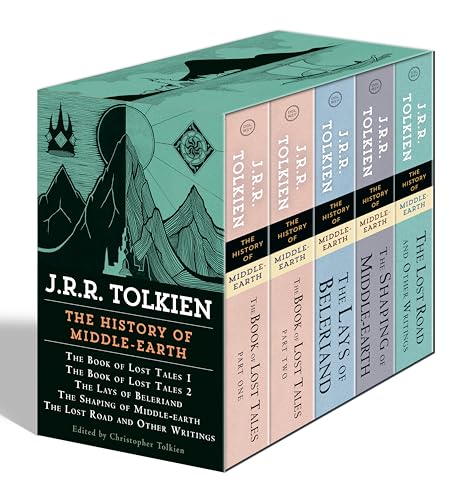 J.R.R. TOLKIEN
THE HISTORY OF
MIDDLE-EARTH
The Book of Lost Tales 1
The Book of Lost Tales 2
The Lays of Beleriand
The Shaping of Middle-earth
The Lost Road and Other Writings
Edited by Christopher Tolkien
J.R.R.
TOLKIEN
THE HISTORY
OF
MIDDLE-
EARTH
THE BOOK OF LOST TALES
PART ONE
J.R.R.
TOLKIEN
THE HISTORY
OF
MIDDLE-
EARTH
THE BOOK OF LOST TALES
PART TWO
J.R.R.
TOLKIEN
THE HISTORY
OF
MIDDLE-
EARTH
THE LAYS OF
BELERIAND
J.R.R.
TOLKIEN
THE HISTORY
OF
MIDDLE-
EARTH
THE SHAPING OF
MIDDLE-EARTH
J.R.R.
TOLKIEN
THE HISTORY
OF
MIDDLE-
EARTH
THE LOST ROAD
AND OTHER WRITINGS